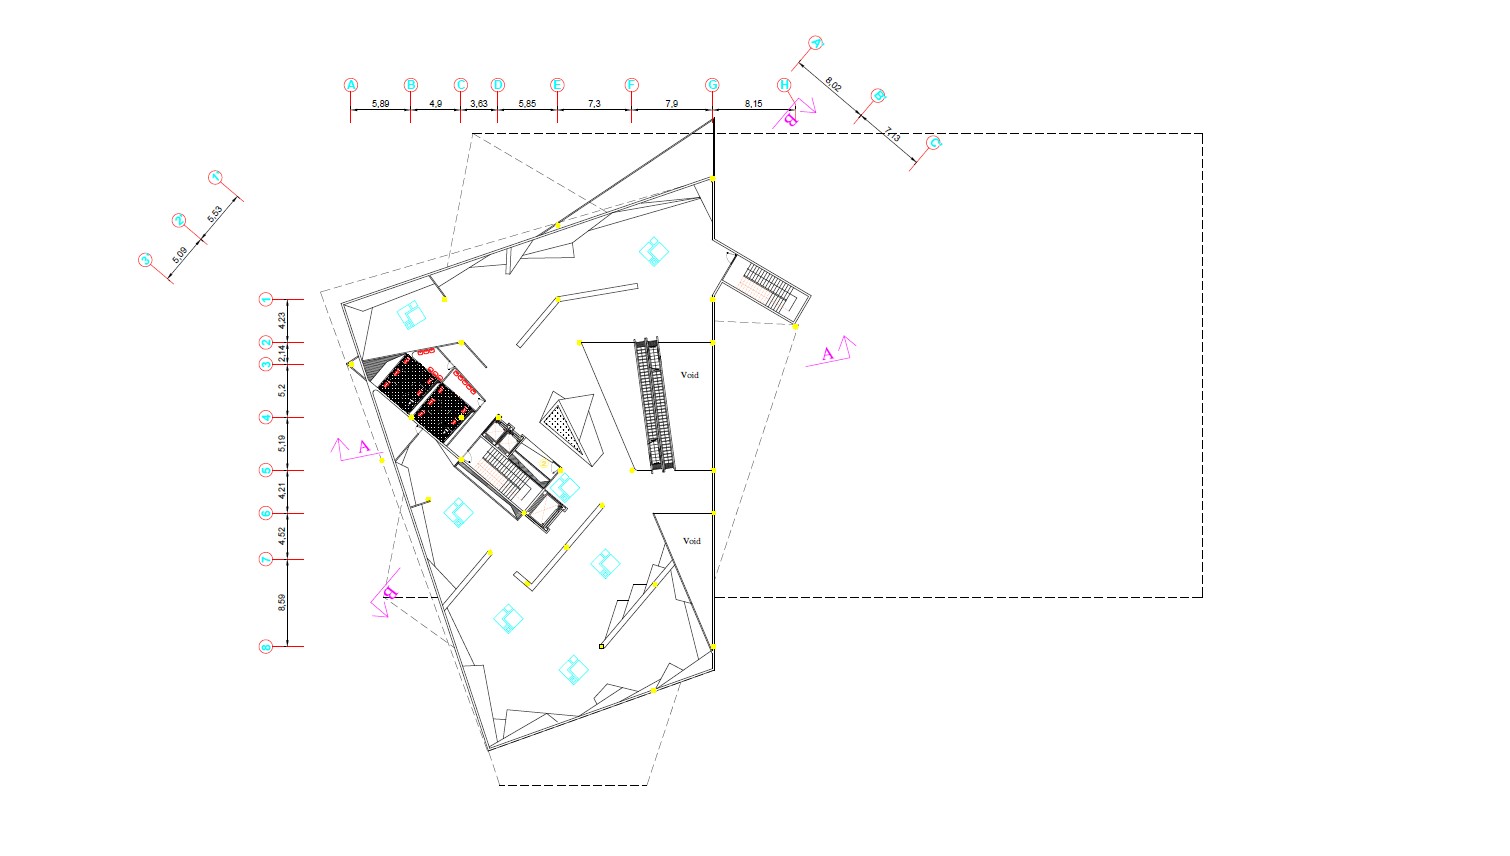 A B C D E F G H
5,89 4,9 3,63 5,85 7,3 7,9 8,15
A' B' C'
8,02 7,13
B
1' 2' 3'
5,53 5,09
1 2 3 4 5 6 7 8
4,23 2,14 5,2 5,19 4,21 4,52 8,59
A
Void
A
Void
B